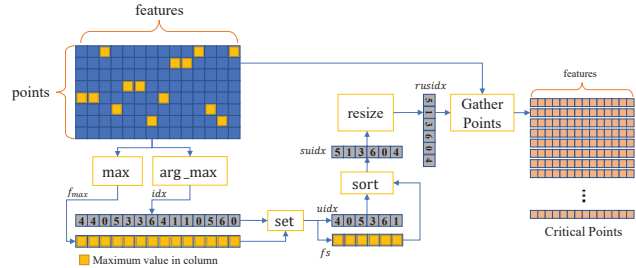 features
points
features
rusidx
resize
Gather
Points
5 1 3 6 0 4
suidx
5 1 3 6 0 4
max
arg_max
sort
fmax
idx
uidx
4 4 0 5 3 3 6 4 1 1 0 5 6 0
set
4 0 5 3 6 1
fs
...
Critical Points
Maximum value in column